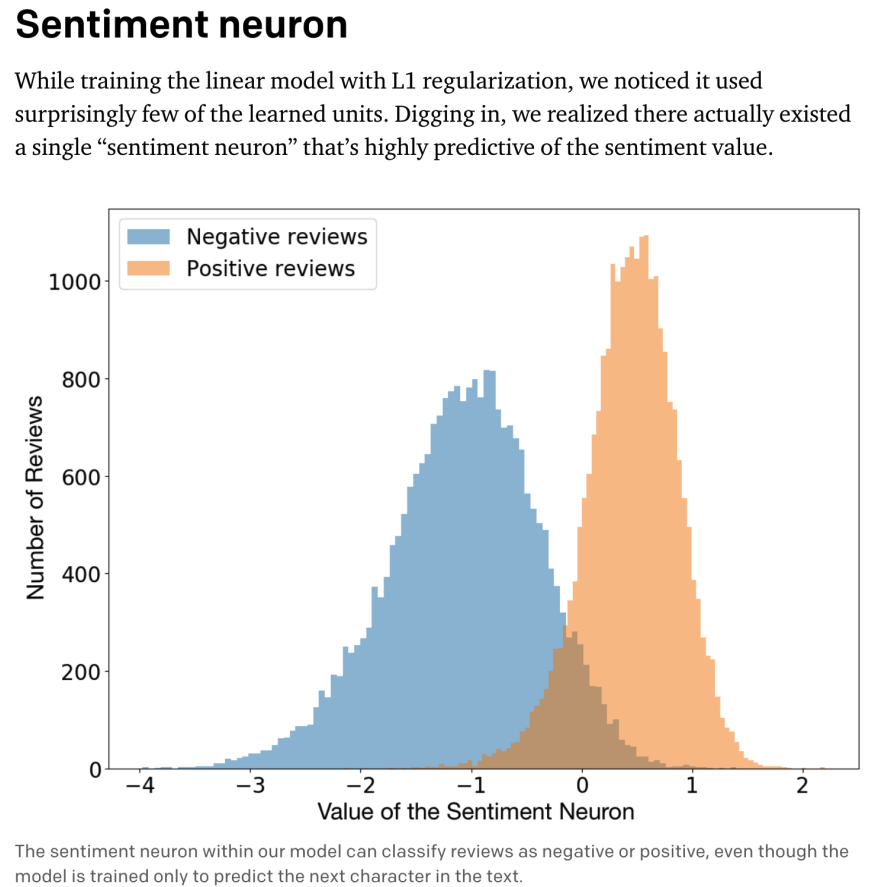 Sentiment neuron
While training the linear model with L1 regularization, we noticed it used
surprisingly few of the learned units. Digging in, we realized there actually existed
a single “sentiment neuron” that’s highly predictive of the sentiment value.
Negative reviews
Positive reviews
1000
800
600
400
200
0
Number of Reviews
−4
−3
−2
−1
0
1
2
Value of the Sentiment Neuron
The sentiment neuron within our model can classify reviews as negative or positive, even though the
model is trained only to predict the next character in the text.